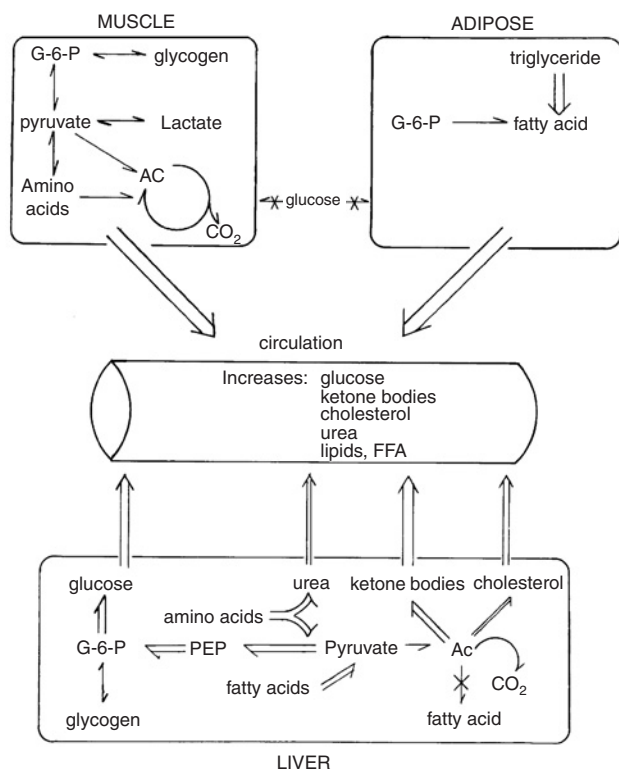 MUSCLE
G-6-P glycogen
pyruvate Lactate
AC
Amino
acids
CO2
ADIPOSE
triglyceride
G-6-P fatty acid
glucose
circulation
Increases: glucose
ketone bodies
cholesterol
urea
lipids, FFA
glucose urea ketone bodies cholesterol
amino acids
G-6-P PEP Pyruvate Ac
fatty acids CO2
glycogen fatty acid
LIVER